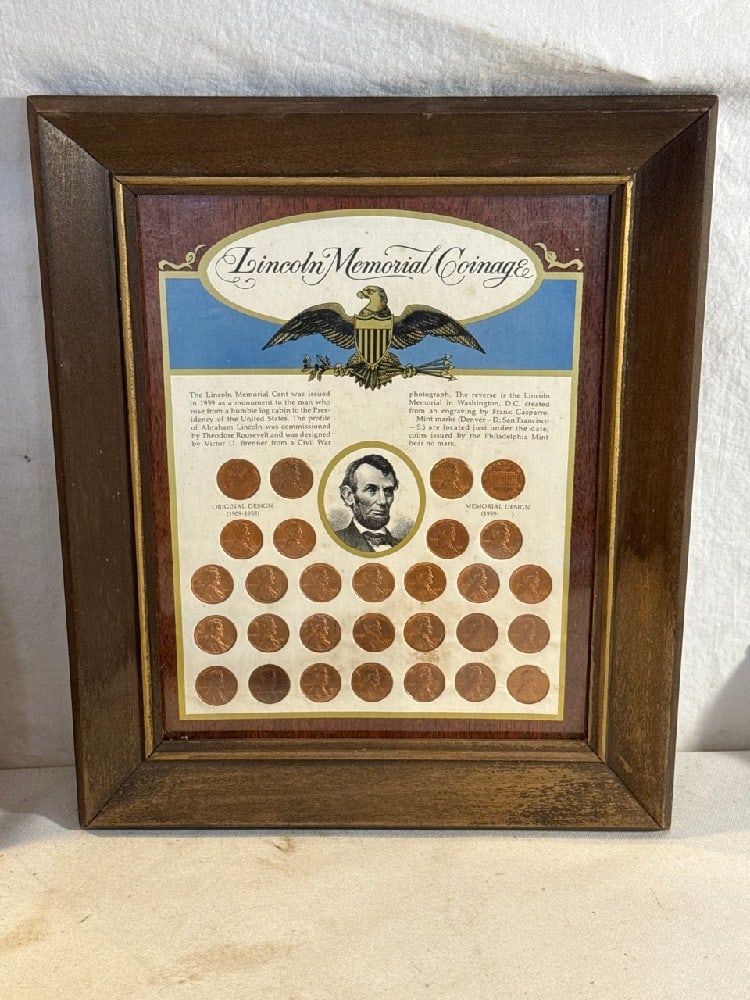 Lincoln Memorial Coinage
The Lincoln Memorial Cent was issued
in 1959 as a monument to the man who
rose from a humble log cabin to the Pres-
idency of the United States. The profile
of Abraham Lincoln was commissioned
by Theodore Roosevelt and was designed
by Victor D. Brenner from a Civil War
photograph. The reverse is the Lincoln
Memorial in Washington, D.C. created
from an engraving by Frank Gasparro.
Mint marks (Denver - D; San Francisco
- S) are located just under the date;
coins issued by the Philadelphia Mint
bear no mark.
ORIGINAL DESIGN
(1909-1958)
MEMORIAL DESIGN
(1959-